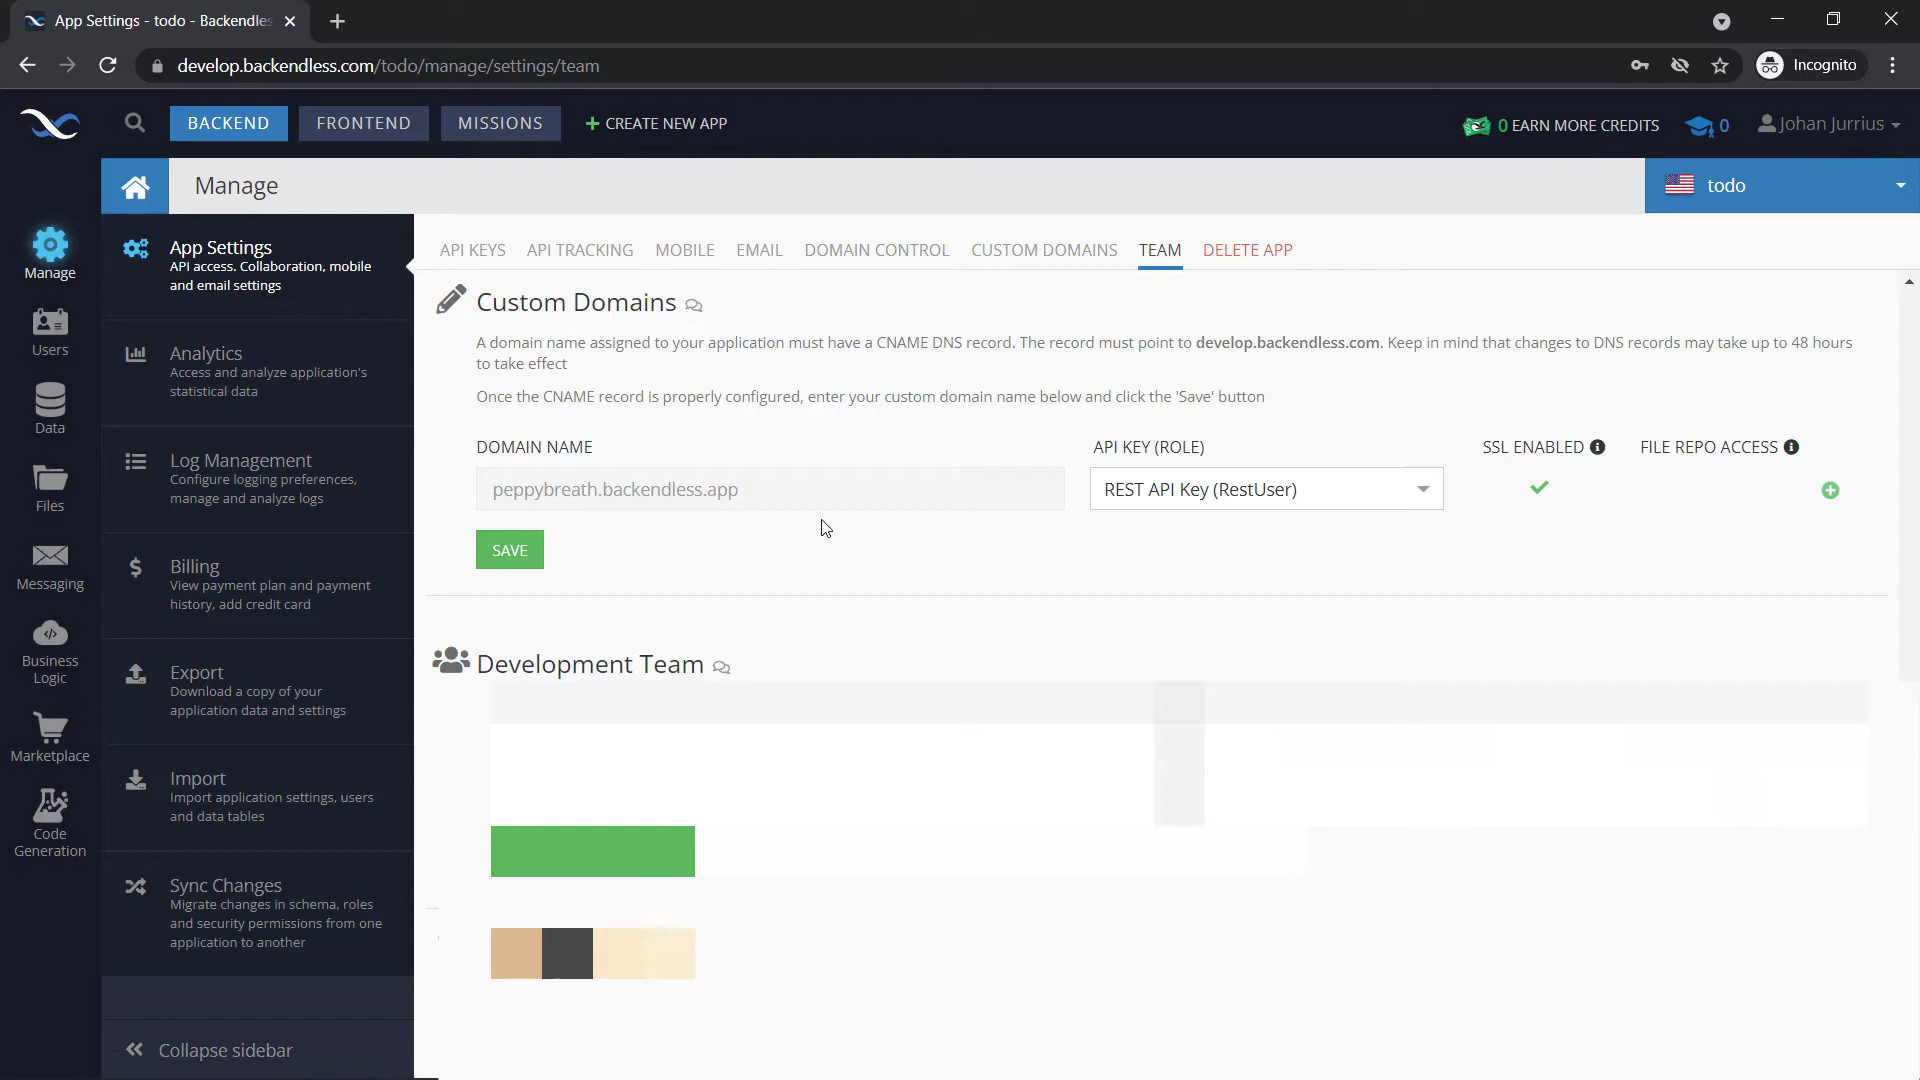 App Settings - todo - Backendles
develop.backendless.com/todo/manage/settings/team
Incognito
BACKEND
FRONTEND
MISSIONS
CREATE NEW APP
0 EARN MORE CREDITS
0
Johan Jurrius
Manage
todo
Manage
Users
Data
Files
Messaging
Business
Logic
Marketplace
Code
Generation
App Settings
API access. Collaboration, mobile
and email settings
Analytics
Access and analyze application's
statistical data
Log Management
Configure logging preferences,
manage and analyze logs
Billing
View payment plan and payment
history, add credit card
Export
Download a copy of your
application data and settings
Import
Import application settings, users
and data tables
Sync Changes
Migrate changes in schema, roles
and security permissions from one
application to another
Collapse sidebar
API KEYS
API TRACKING
MOBILE
EMAIL
DOMAIN CONTROL
CUSTOM DOMAINS
TEAM
DELETE APP
Custom Domains
A domain name assigned to your application must have a CNAME DNS record. The record must point to develop.backendless.com. Keep in mind that changes to DNS records may take up to 48 hours
to take effect
Once the CNAME record is properly configured, enter your custom domain name below and click the 'Save' button
DOMAIN NAME
API KEY (ROLE)
SSL ENABLED
FILE REPO ACCESS
peppybreath.backendless.app
REST API Key (RestUser)
SAVE
Development Team